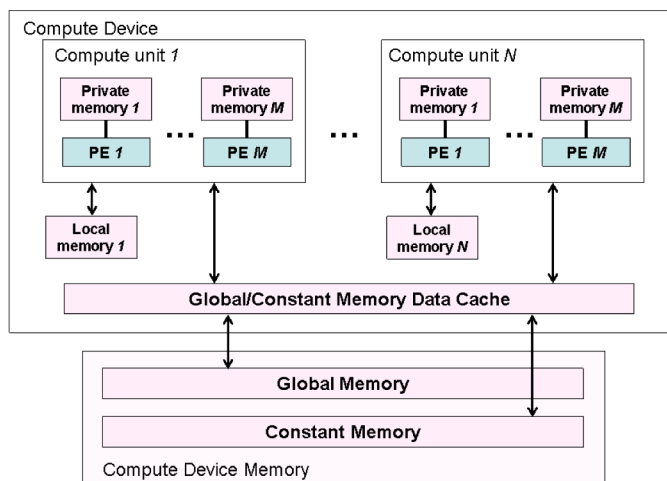 Compute Device
Compute unit 1
Compute unit N
Private memory 1
Private memory M
Private memory 1
Private memory M
...
...
...
PE 1
PE M
PE 1
PE M
Local memory 1
Local memory N
Global/Constant Memory Data Cache
Global Memory
Constant Memory
Compute Device Memory